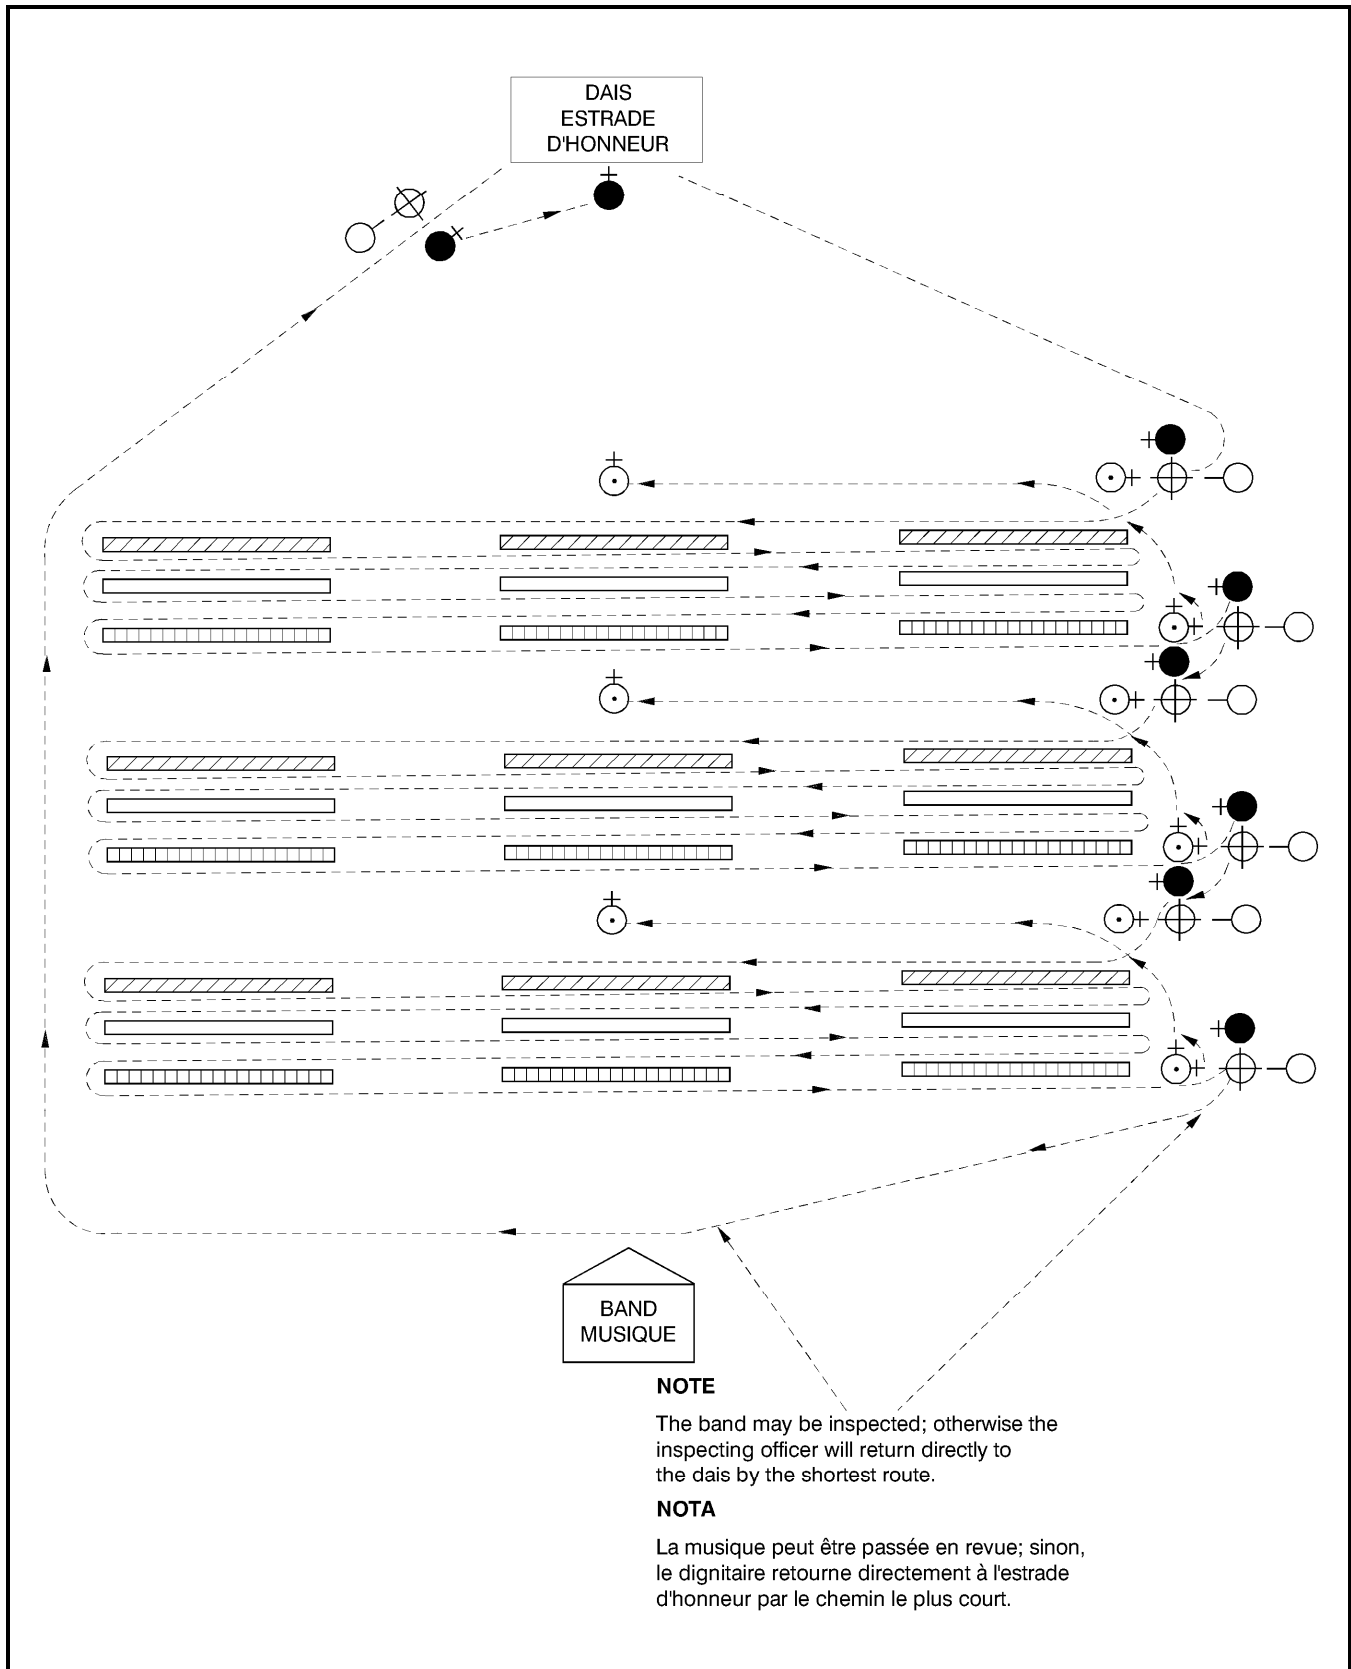 DAIS
ESTRADE
D'HONNEUR
BAND
MUSIQUE
NOTE
The band may be inspected; otherwise the
inspecting officer will return directly to
the dais by the shortest route.
NOTA
La musique peut être passée en revue; sinon,
le dignitaire retourne directement à l'estrade
d'honneur par le chemin le plus court.